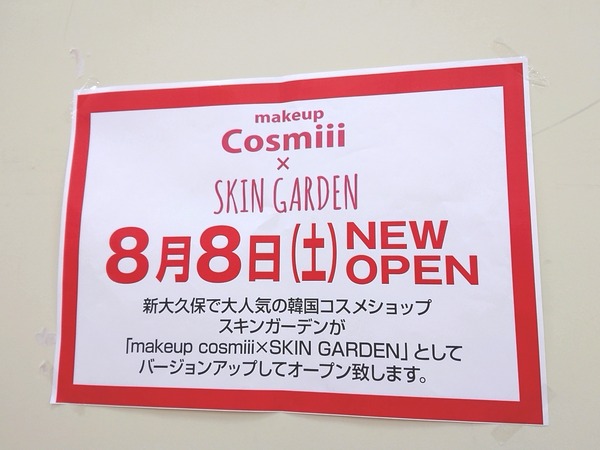 makeup
Cosmiii
×
SKIN GARDEN
8月8日(土) NEW OPEN
新大久保で大人気の韓国コスメショップ
スキンガーデンが
「makeup cosmiii×SKIN GARDEN」として
バージョンアップしてオープン致します。